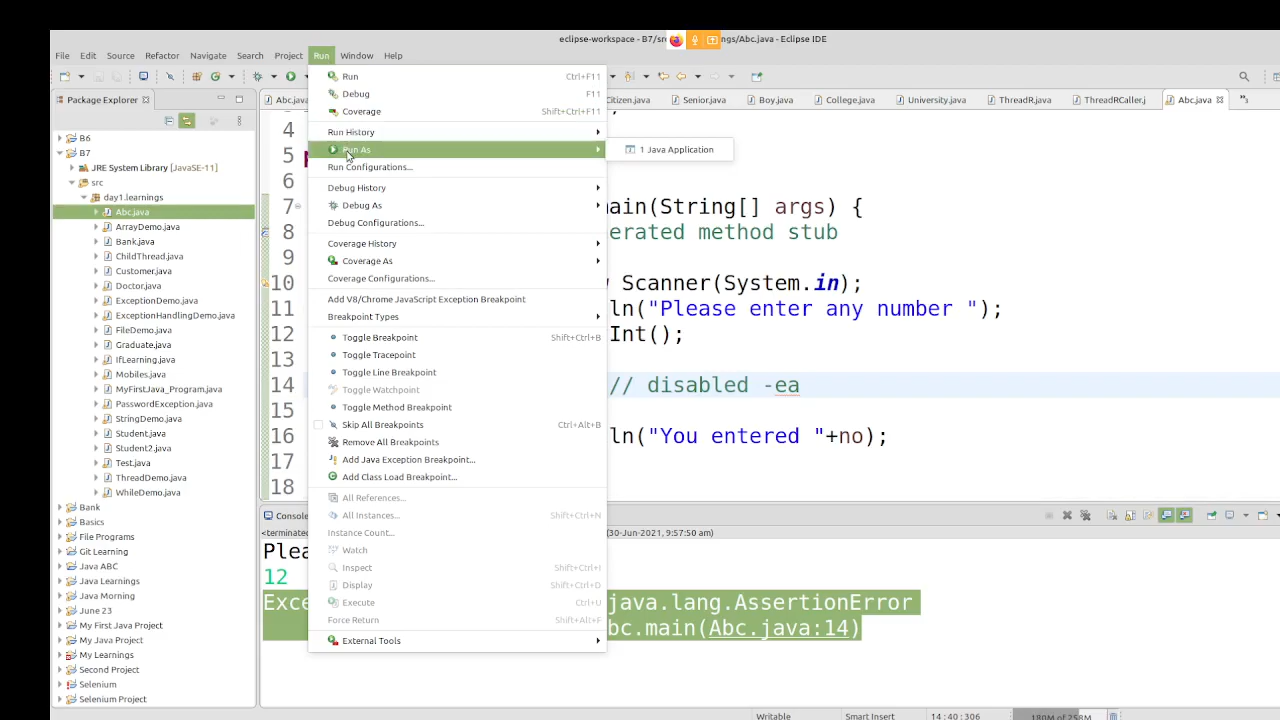 eclipse-workspace - B7/sr ngs/Abc.java - Eclipse IDE
File Edit Source Refactor Navigate Search Project Run Window Help
Package Explorer
Abc.java
Citizen.java
Senior.java
Boy.java
College.java
University.java
ThreadR.java
ThreadRCaller.j
Abc.java
B6
B7
JRE System Library [JavaSE-11]
src
day1.learnings
Abc.java
ArrayDemo.java
Bank.java
ChildThread.java
Customer.java
Doctor.java
ExceptionDemo.java
ExceptionHandlingDemo.java
FileDemo.java
Graduate.java
IfLearning.java
Mobiles.java
MyFirstJava_Program.java
PasswordException.java
StringDemo.java
Student.java
Student2.java
Test.java
ThreadDemo.java
WhileDemo.java
Bank
Basics
File Programs
Git Learning
Java ABC
Java Learnings
Java Morning
June 23
My First Java Project
My Java Project
My Learnings
Second Project
Selenium
Selenium Project
Run Ctrl+F11
Debug F11
Coverage Shift+Ctrl+F11
Run History
Run As
Run Configurations...
Debug History
Debug As
Debug Configurations...
Coverage History
Coverage As
Coverage Configurations...
Add V8/Chrome JavaScript Exception Breakpoint
Breakpoint Types
Toggle Breakpoint Shift+Ctrl+B
Toggle Tracepoint
Toggle Line Breakpoint
Toggle Watchpoint
Toggle Method Breakpoint
Skip All Breakpoints Ctrl+Alt+B
Remove All Breakpoints
Add Java Exception Breakpoint...
Add Class Load Breakpoint...
All References...
All Instances... Shift+Ctrl+N
Instance Count...
Watch
Inspect Shift+Ctrl+I
Display Shift+Ctrl+D
Execute Ctrl+U
Force Return Shift+Alt+F
External Tools
1 Java Application
4
5
6
7 ain(String[] args) {
8 erated method stub
9
10 Scanner(System.in);
11 ln("Please enter any number ");
12 Int();
13
14 // disabled -ea
15
16 ln("You entered "+no);
17
18
Console
<terminated (30-Jun-2021, 9:57:50 am)
Plea
12
Exce java.lang.AssertionError
bc.main(Abc.java:14)
Writable Smart Insert 14 : 40 : 306 180M of 258M